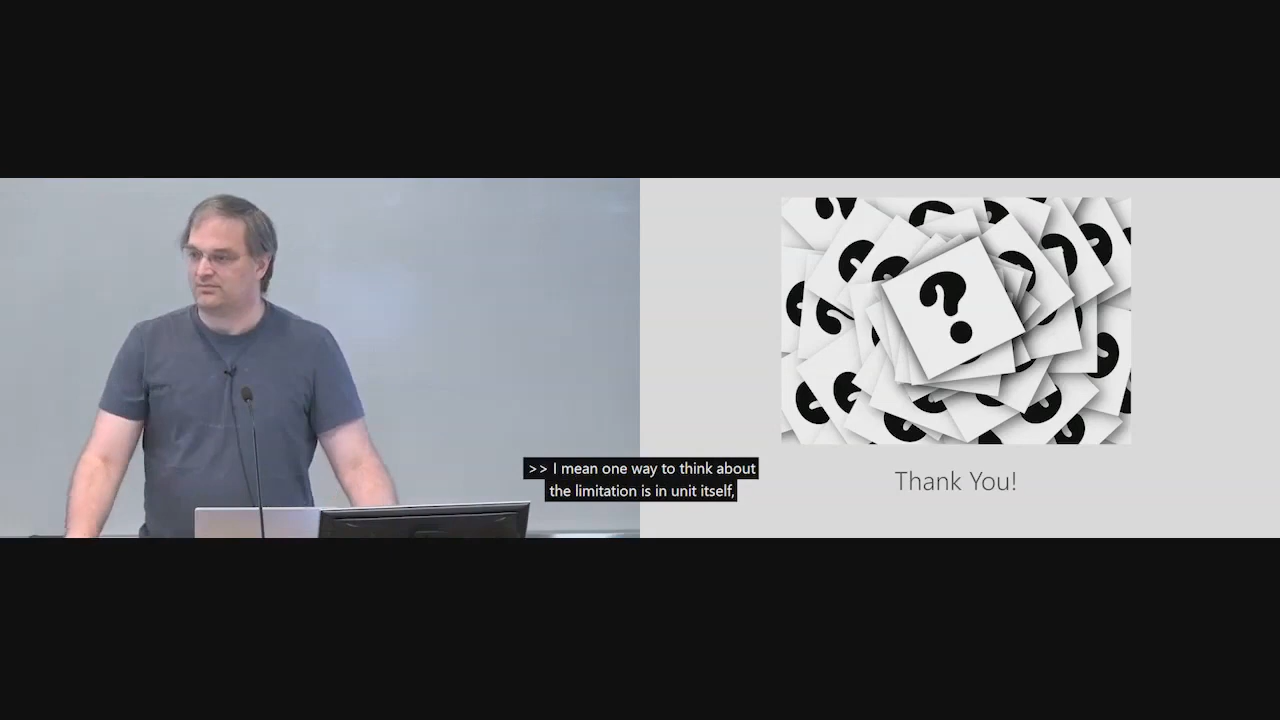 >> I mean one way to think about
the limitation is in unit itself,
Thank You!